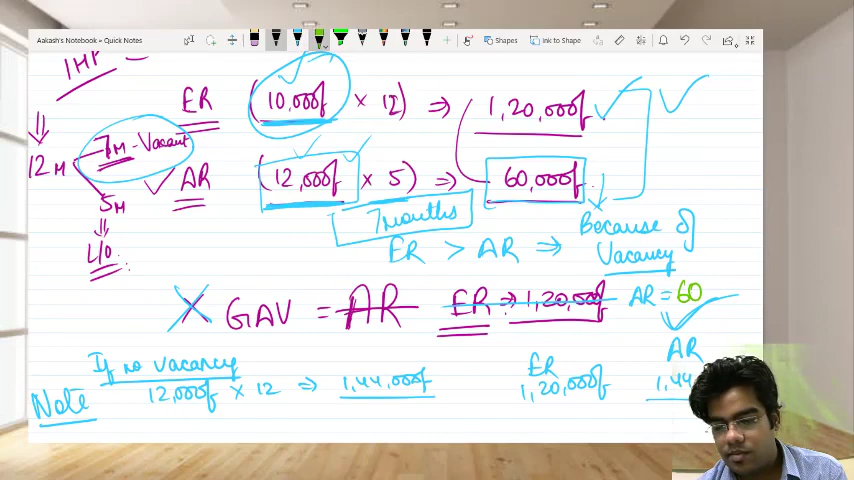 Aakash's Notebook » Quick Notes
Shapes Ink to Shape
IMP
ER (10,000/- × 12) ⇒ 1,20,000/-
12 M 7M - Vacant
AR (12,000/- × 5) ⇒ 60,000/-
5M
L/O.
7 months
ER > AR ⇒ Because of Vacancy
X GAV = AR ER ⇒ 1,20,000/- AR = 60
If no vacancy ER AR
Note 12,000/- × 12 ⇒ 1,44,000/- 1,20,000/- 1,44